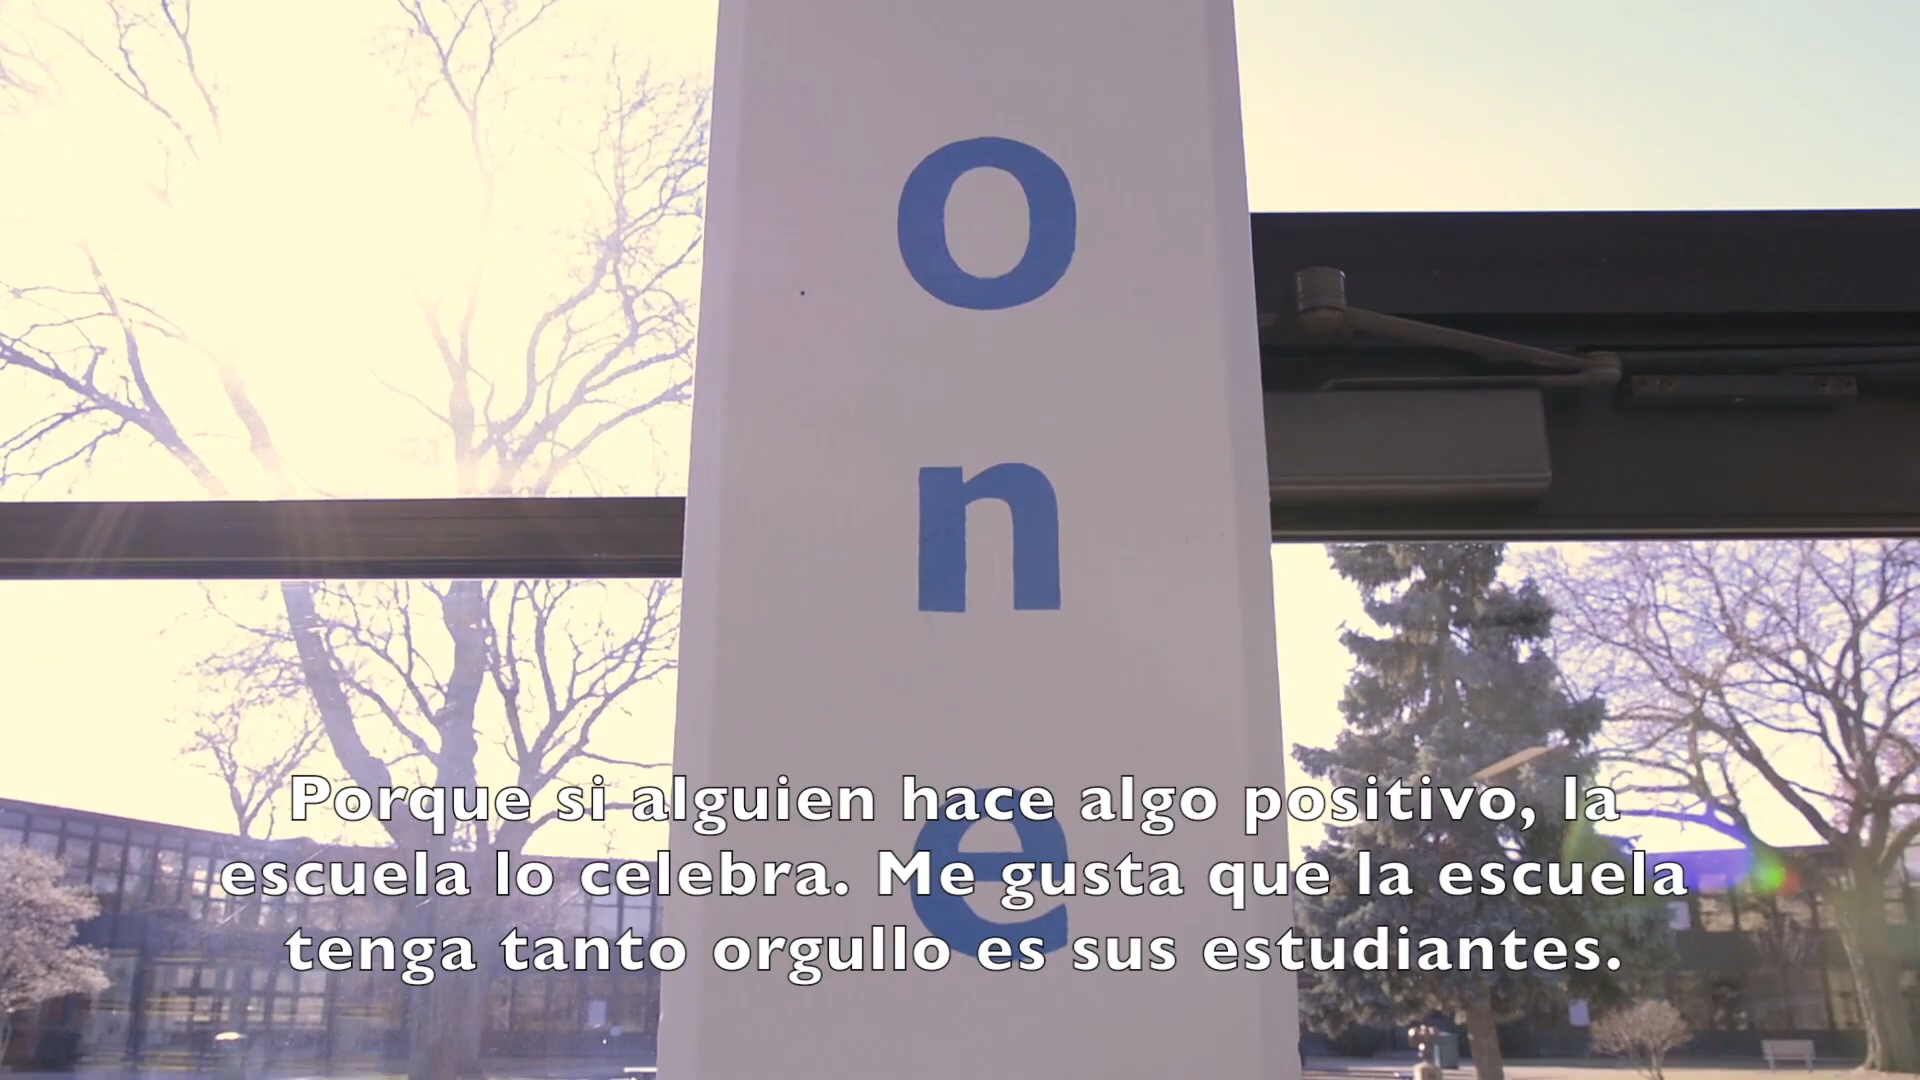 one
Porque si alguien hace algo positivo, la
escuela lo celebra. Me gusta que la escuela
tenga tanto orgullo es sus estudiantes.